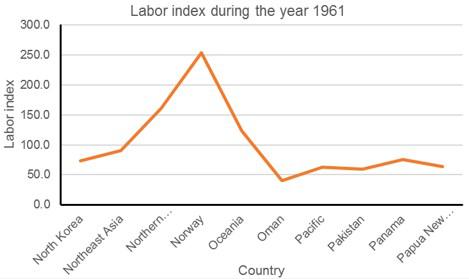 Labor index during the year 1961
300.0
250.0
200.0
150.0
100.0
50.0
0.0
Labor index
North Korea
Northeast Asia
Northern...
Norway
Oceania
Oman
Pacific
Pakistan
Panama
Papua New...
Country